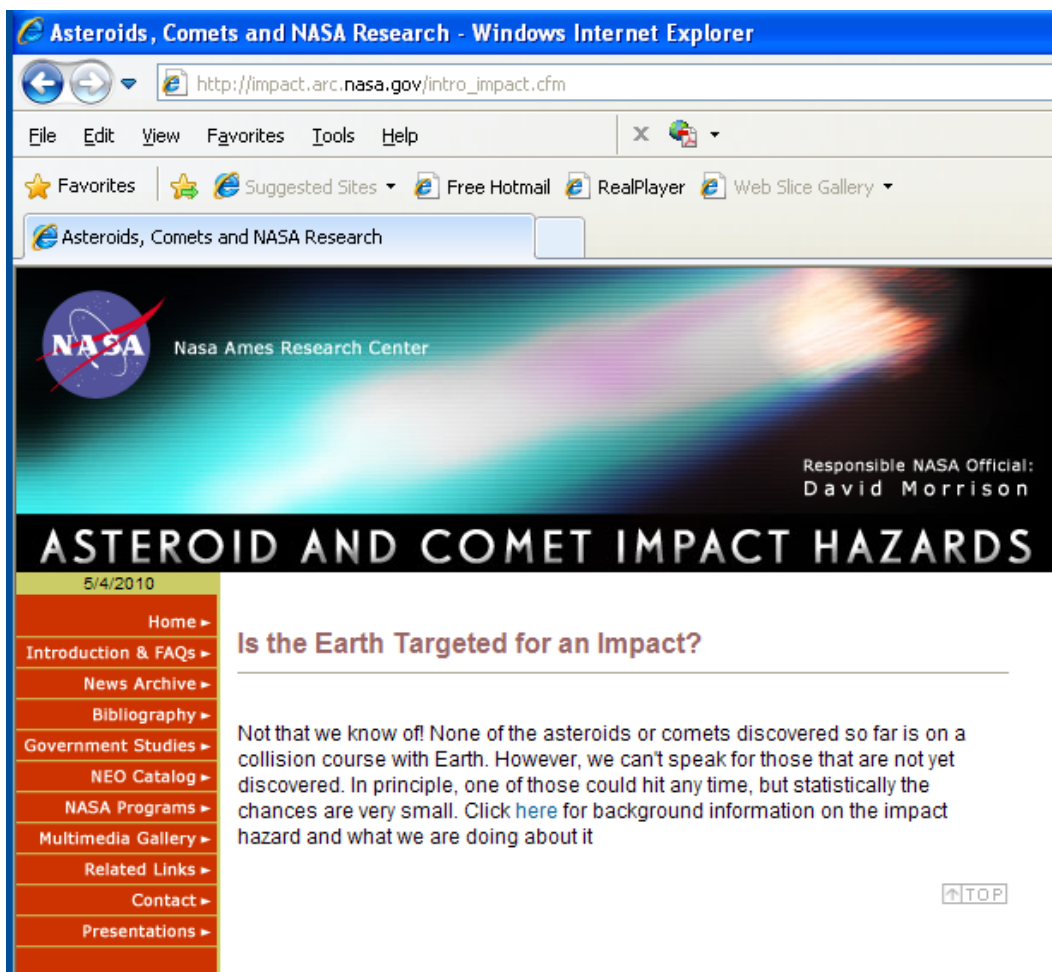 Asteroids, Comets and NASA Research - Windows Internet Explorer
http://impact.arc.nasa.gov/intro_impact.cfm
File Edit View Favorites Tools Help
Favorites Suggested Sites Free Hotmail RealPlayer Web Slice Gallery
Asteroids, Comets and NASA Research
NASA Nasa Ames Research Center
Responsible NASA Official:
David Morrison
ASTEROID AND COMET IMPACT HAZARDS
5/4/2010
Home
Introduction & FAQs
News Archive
Bibliography
Government Studies
NEO Catalog
NASA Programs
Multimedia Gallery
Related Links
Contact
Presentations
Is the Earth Targeted for an Impact?
Not that we know of! None of the asteroids or comets discovered so far is on a
collision course with Earth. However, we can't speak for those that are not yet
discovered. In principle, one of those could hit any time, but statistically the
chances are very small. Click here for background information on the impact
hazard and what we are doing about it
TOP